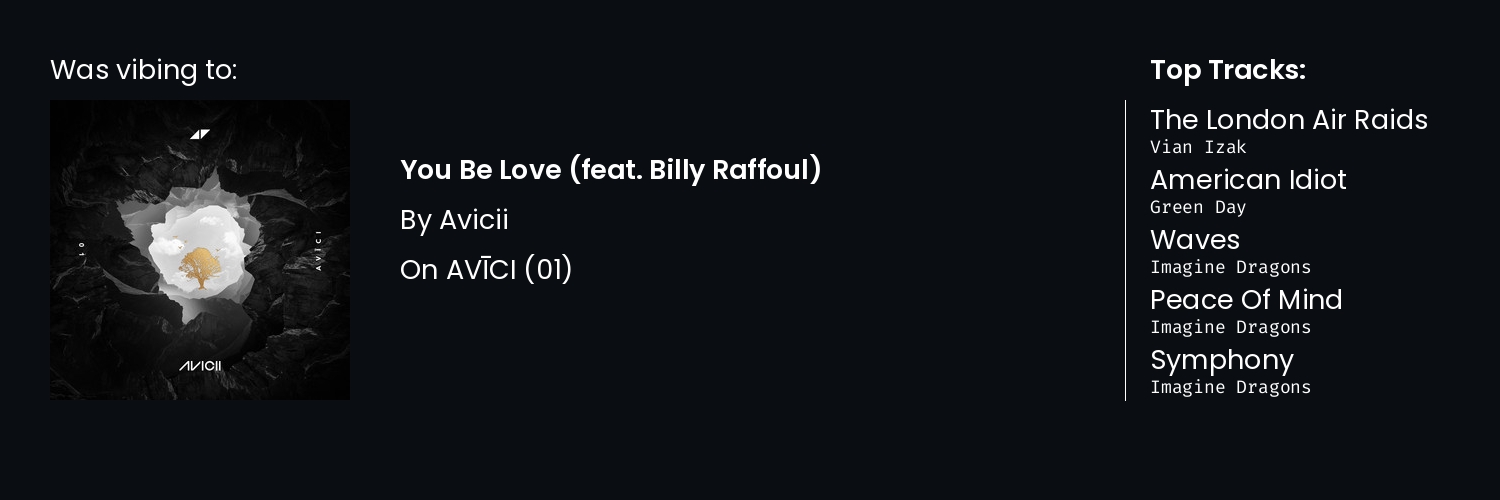 Was vibing to:
01
AVĪCI
AVICII
You Be Love (feat. Billy Raffoul)
By Avicii
On AVĪCI (01)
Top Tracks:
The London Air Raids
Vian Izak
American Idiot
Green Day
Waves
Imagine Dragons
Peace Of Mind
Imagine Dragons
Symphony
Imagine Dragons